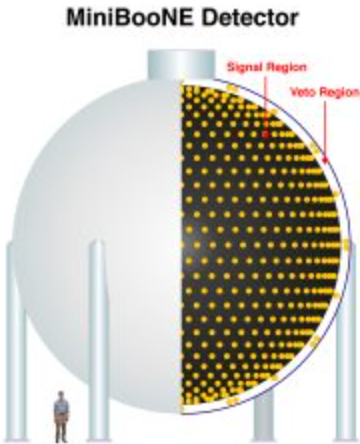 MiniBooNE Detector
Signal Region
Veto Region